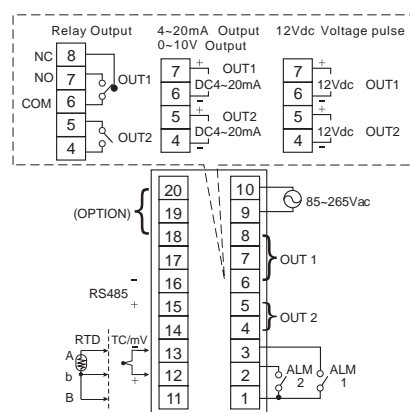 Relay Output
4~20mA Output
0~10V Output
12Vdc Voltage pulse
NC 8
NO 7 OUT1
COM 6
5
4 OUT2
7 + OUT1
6 DC4~20mA -
5 + OUT2
4 DC4~20mA -
7 +
6 12Vdc - OUT1
5 +
4 12Vdc - OUT2
20 10
(OPTION) 19 9 85~265Vac
18 8
17 7 OUT 1
- 16 6
RS485
+ 15 5
14 4 OUT 2
RTD TC/mV - 13 3
A
b + 12 2 ALM 2 ALM 1
B 11 1